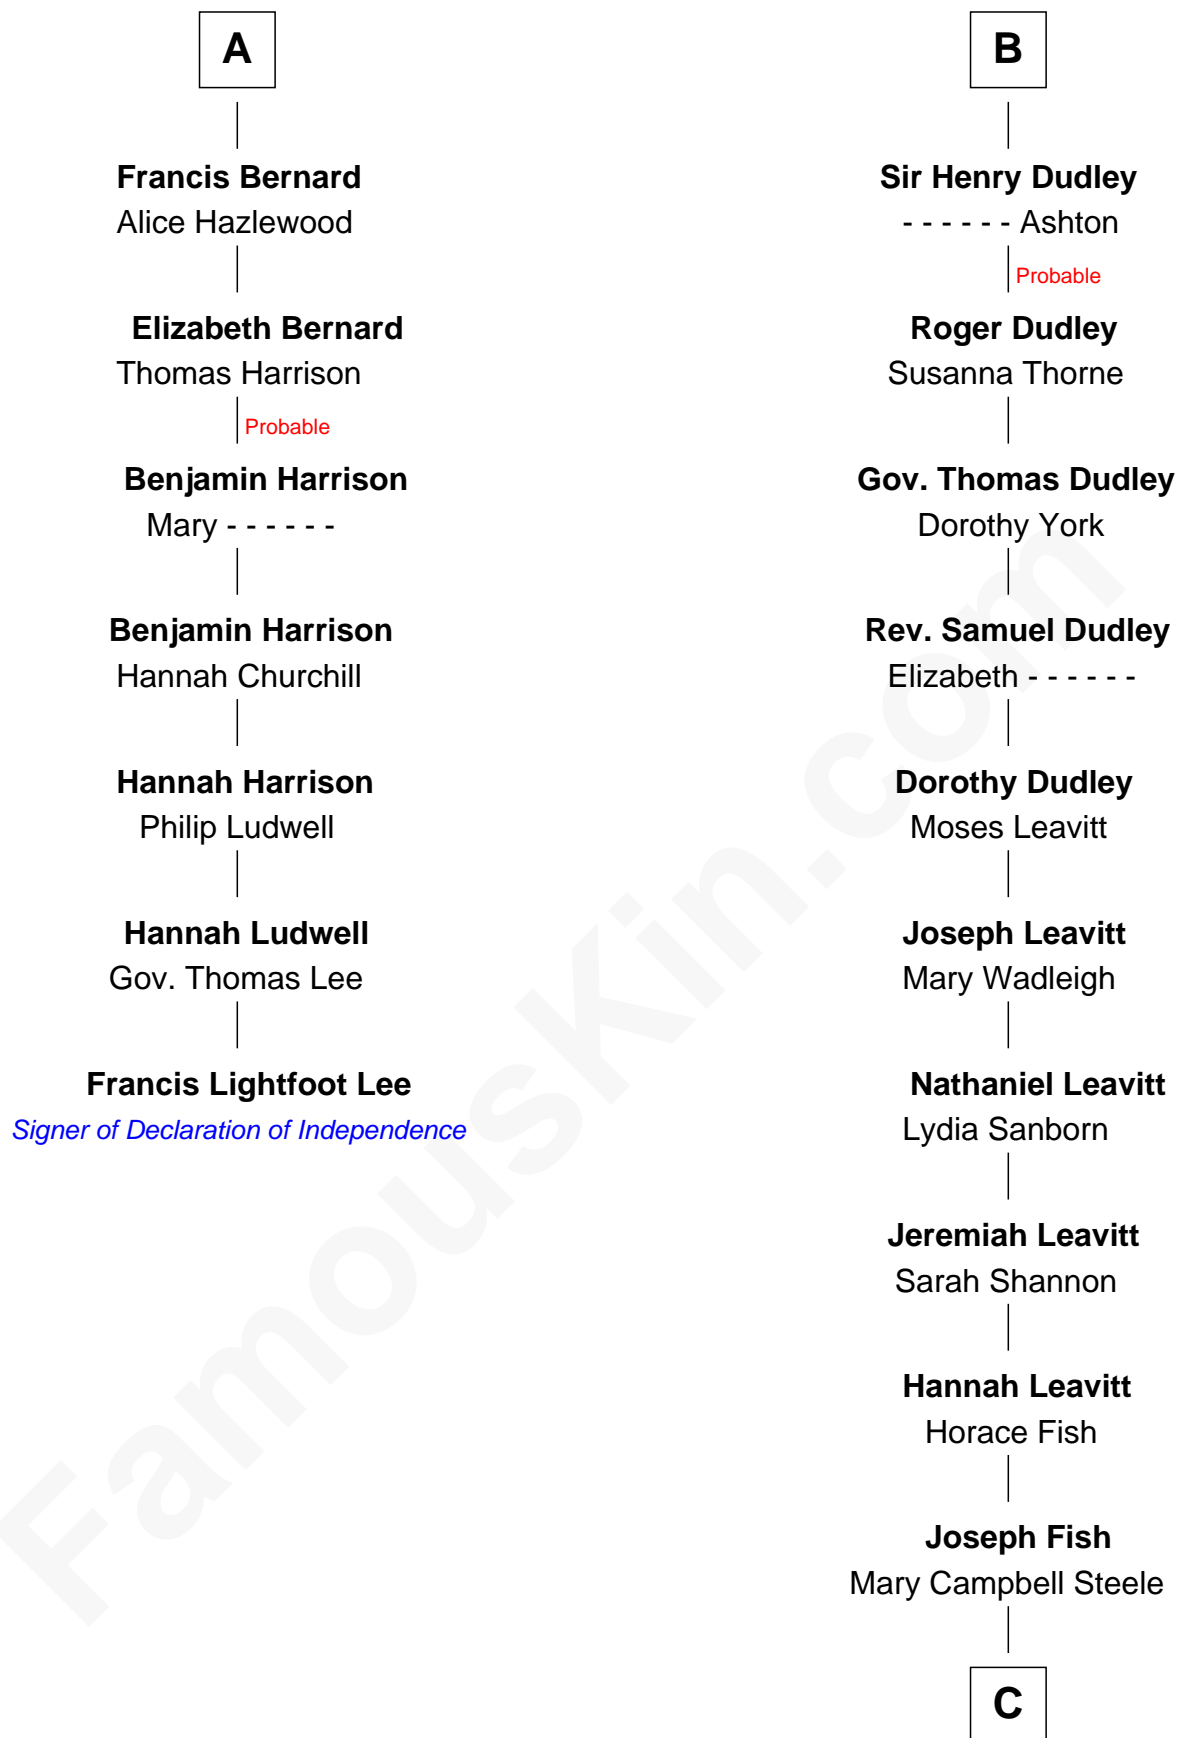 A
Francis Bernard
Alice Hazlewood
Elizabeth Bernard
Thomas Harrison
Probable
Benjamin Harrison
Mary - - - - - -
Benjamin Harrison
Hannah Churchill
Hannah Harrison
Philip Ludwell
Hannah Ludwell
Gov. Thomas Lee
Francis Lightfoot Lee
Signer of Declaration of Independence
B
Sir Henry Dudley
- - - - - - Ashton
Probable
Roger Dudley
Susanna Thorne
Gov. Thomas Dudley
Dorothy York
Rev. Samuel Dudley
Elizabeth - - - - - -
Dorothy Dudley
Moses Leavitt
Joseph Leavitt
Mary Wadleigh
Nathaniel Leavitt
Lydia Sanborn
Jeremiah Leavitt
Sarah Shannon
Hannah Leavitt
Horace Fish
Joseph Fish
Mary Campbell Steele
C
FamousKin.com